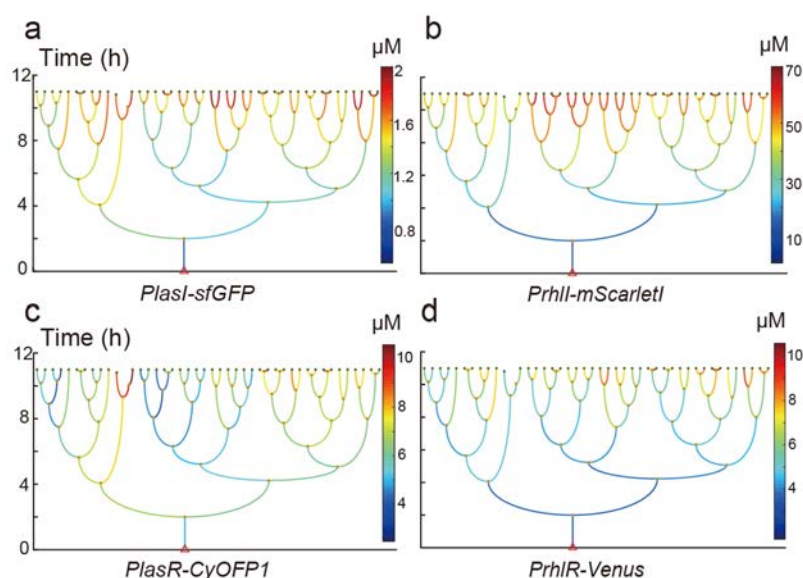 a
Time (h)
µM
b
µM
12
8
4
0
2
1.6
1.2
0.8
70
50
30
10
PlasI-sfGFP
PrhlI-mScarletI
c
Time (h)
µM
d
µM
12
8
4
0
10
8
6
4
10
8
6
4
PlasR-CyOFP1
PrhlR-Venus